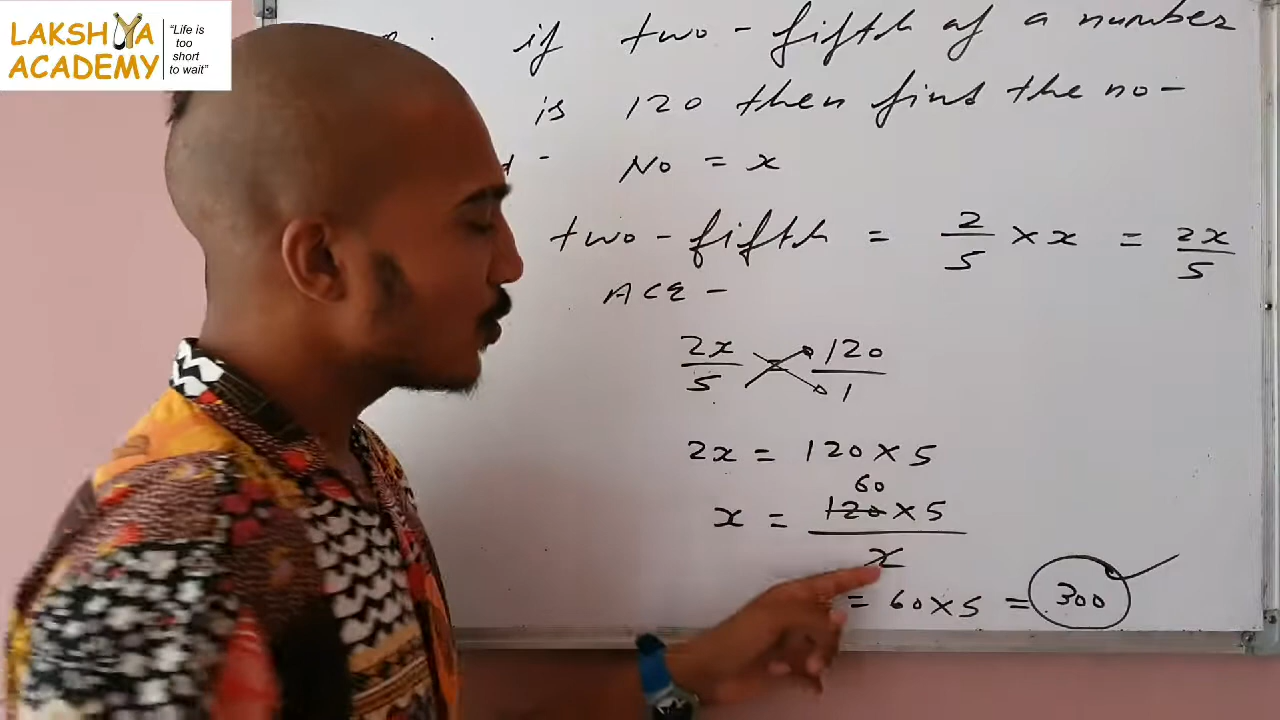 LAKSHYA
ACADEMY
“Life is
too
short
to wait”
if two-fifth of a number
is 120 then find the no-
No = x
two-fifth = 2/5 × x = 2x/5
ACQ -
2x/5 = 120/1
2x = 120 × 5
60
x = 120 × 5 / 2
= 60 × 5 = 300